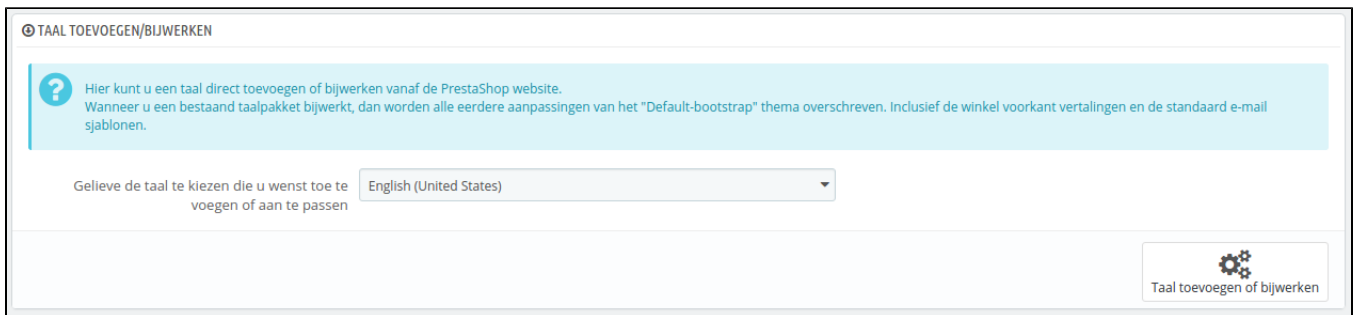 TAAL TOEVOEGEN/BIJWERKEN
Hier kunt u een taal direct toevoegen of bijwerken vanaf de PrestaShop website.
Wanneer u een bestaand taalpakket bijwerkt, dan worden alle eerdere aanpassingen van het "Default-bootstrap" thema overschreven. Inclusief de winkel voorkant vertalingen en de standaard e-mail
sjablonen.
Gelieve de taal te kiezen die u wenst toe te
voegen of aan te passen
English (United States)
Taal toevoegen of bijwerken